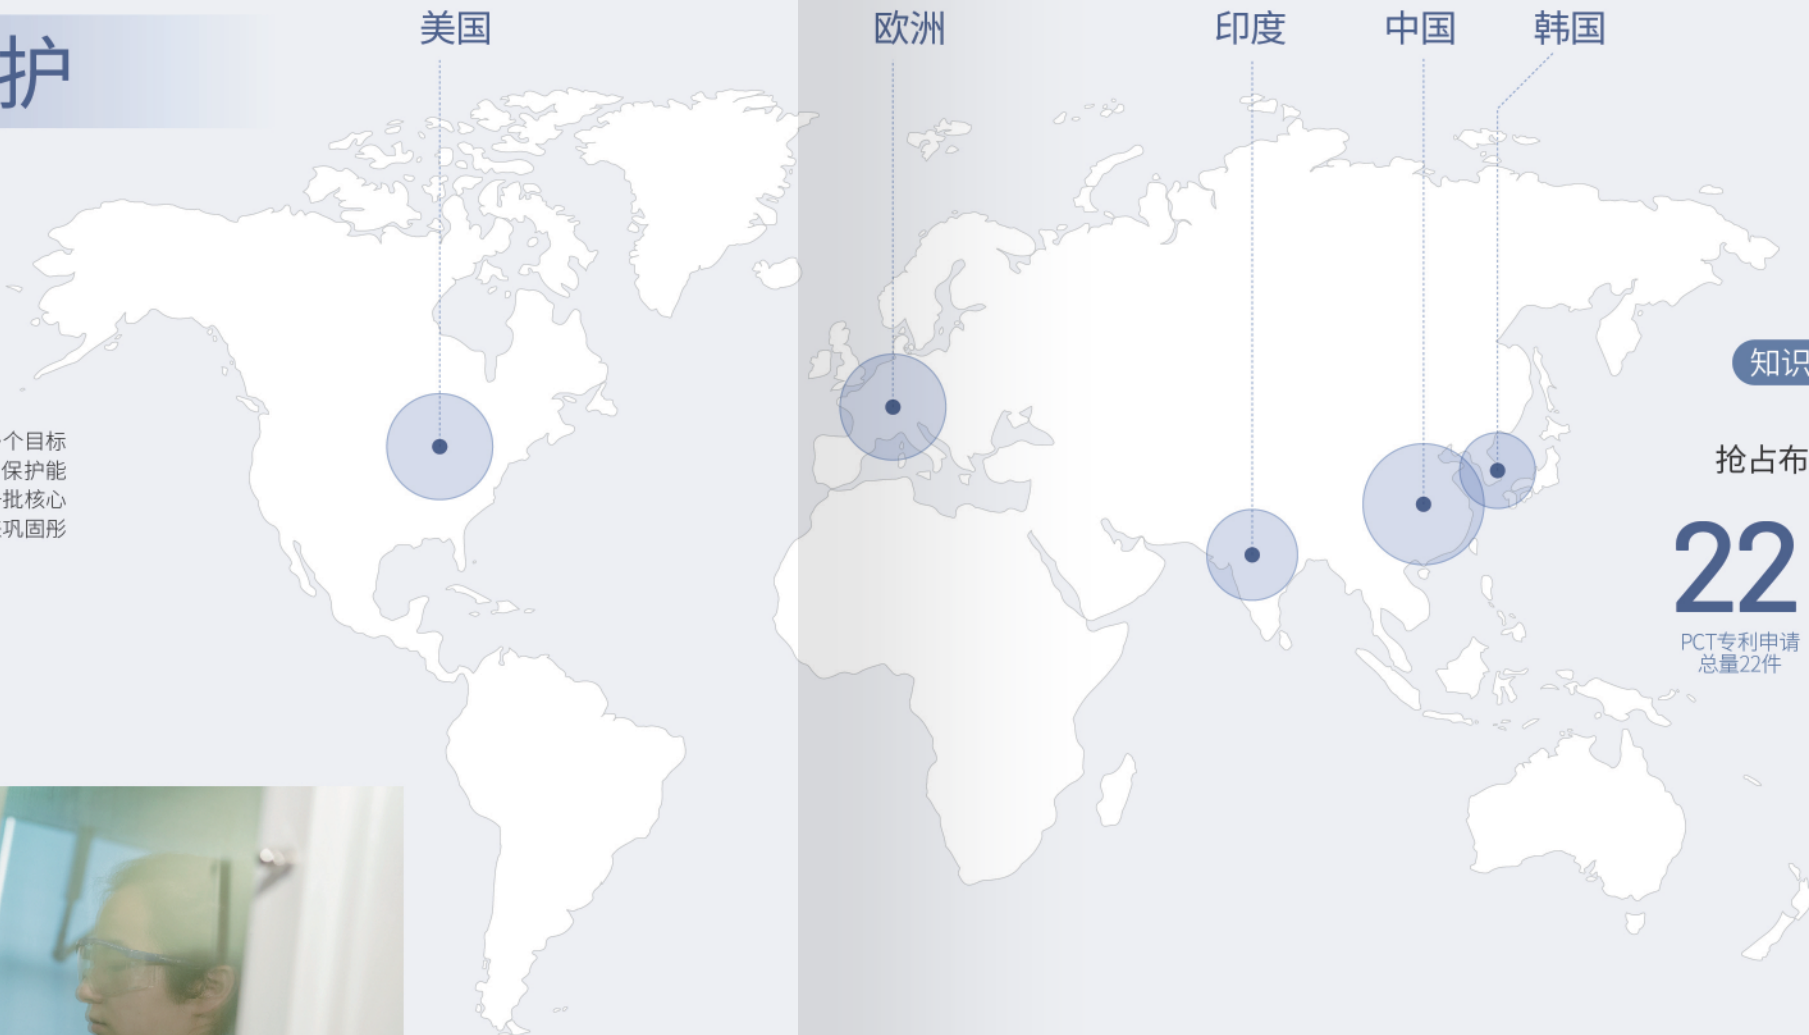 护
美国
欧洲
印度
中国
韩国
个目标
保护能
批核心
巩固彤
知识
抢占布
22
PCT专利申请
总量22件